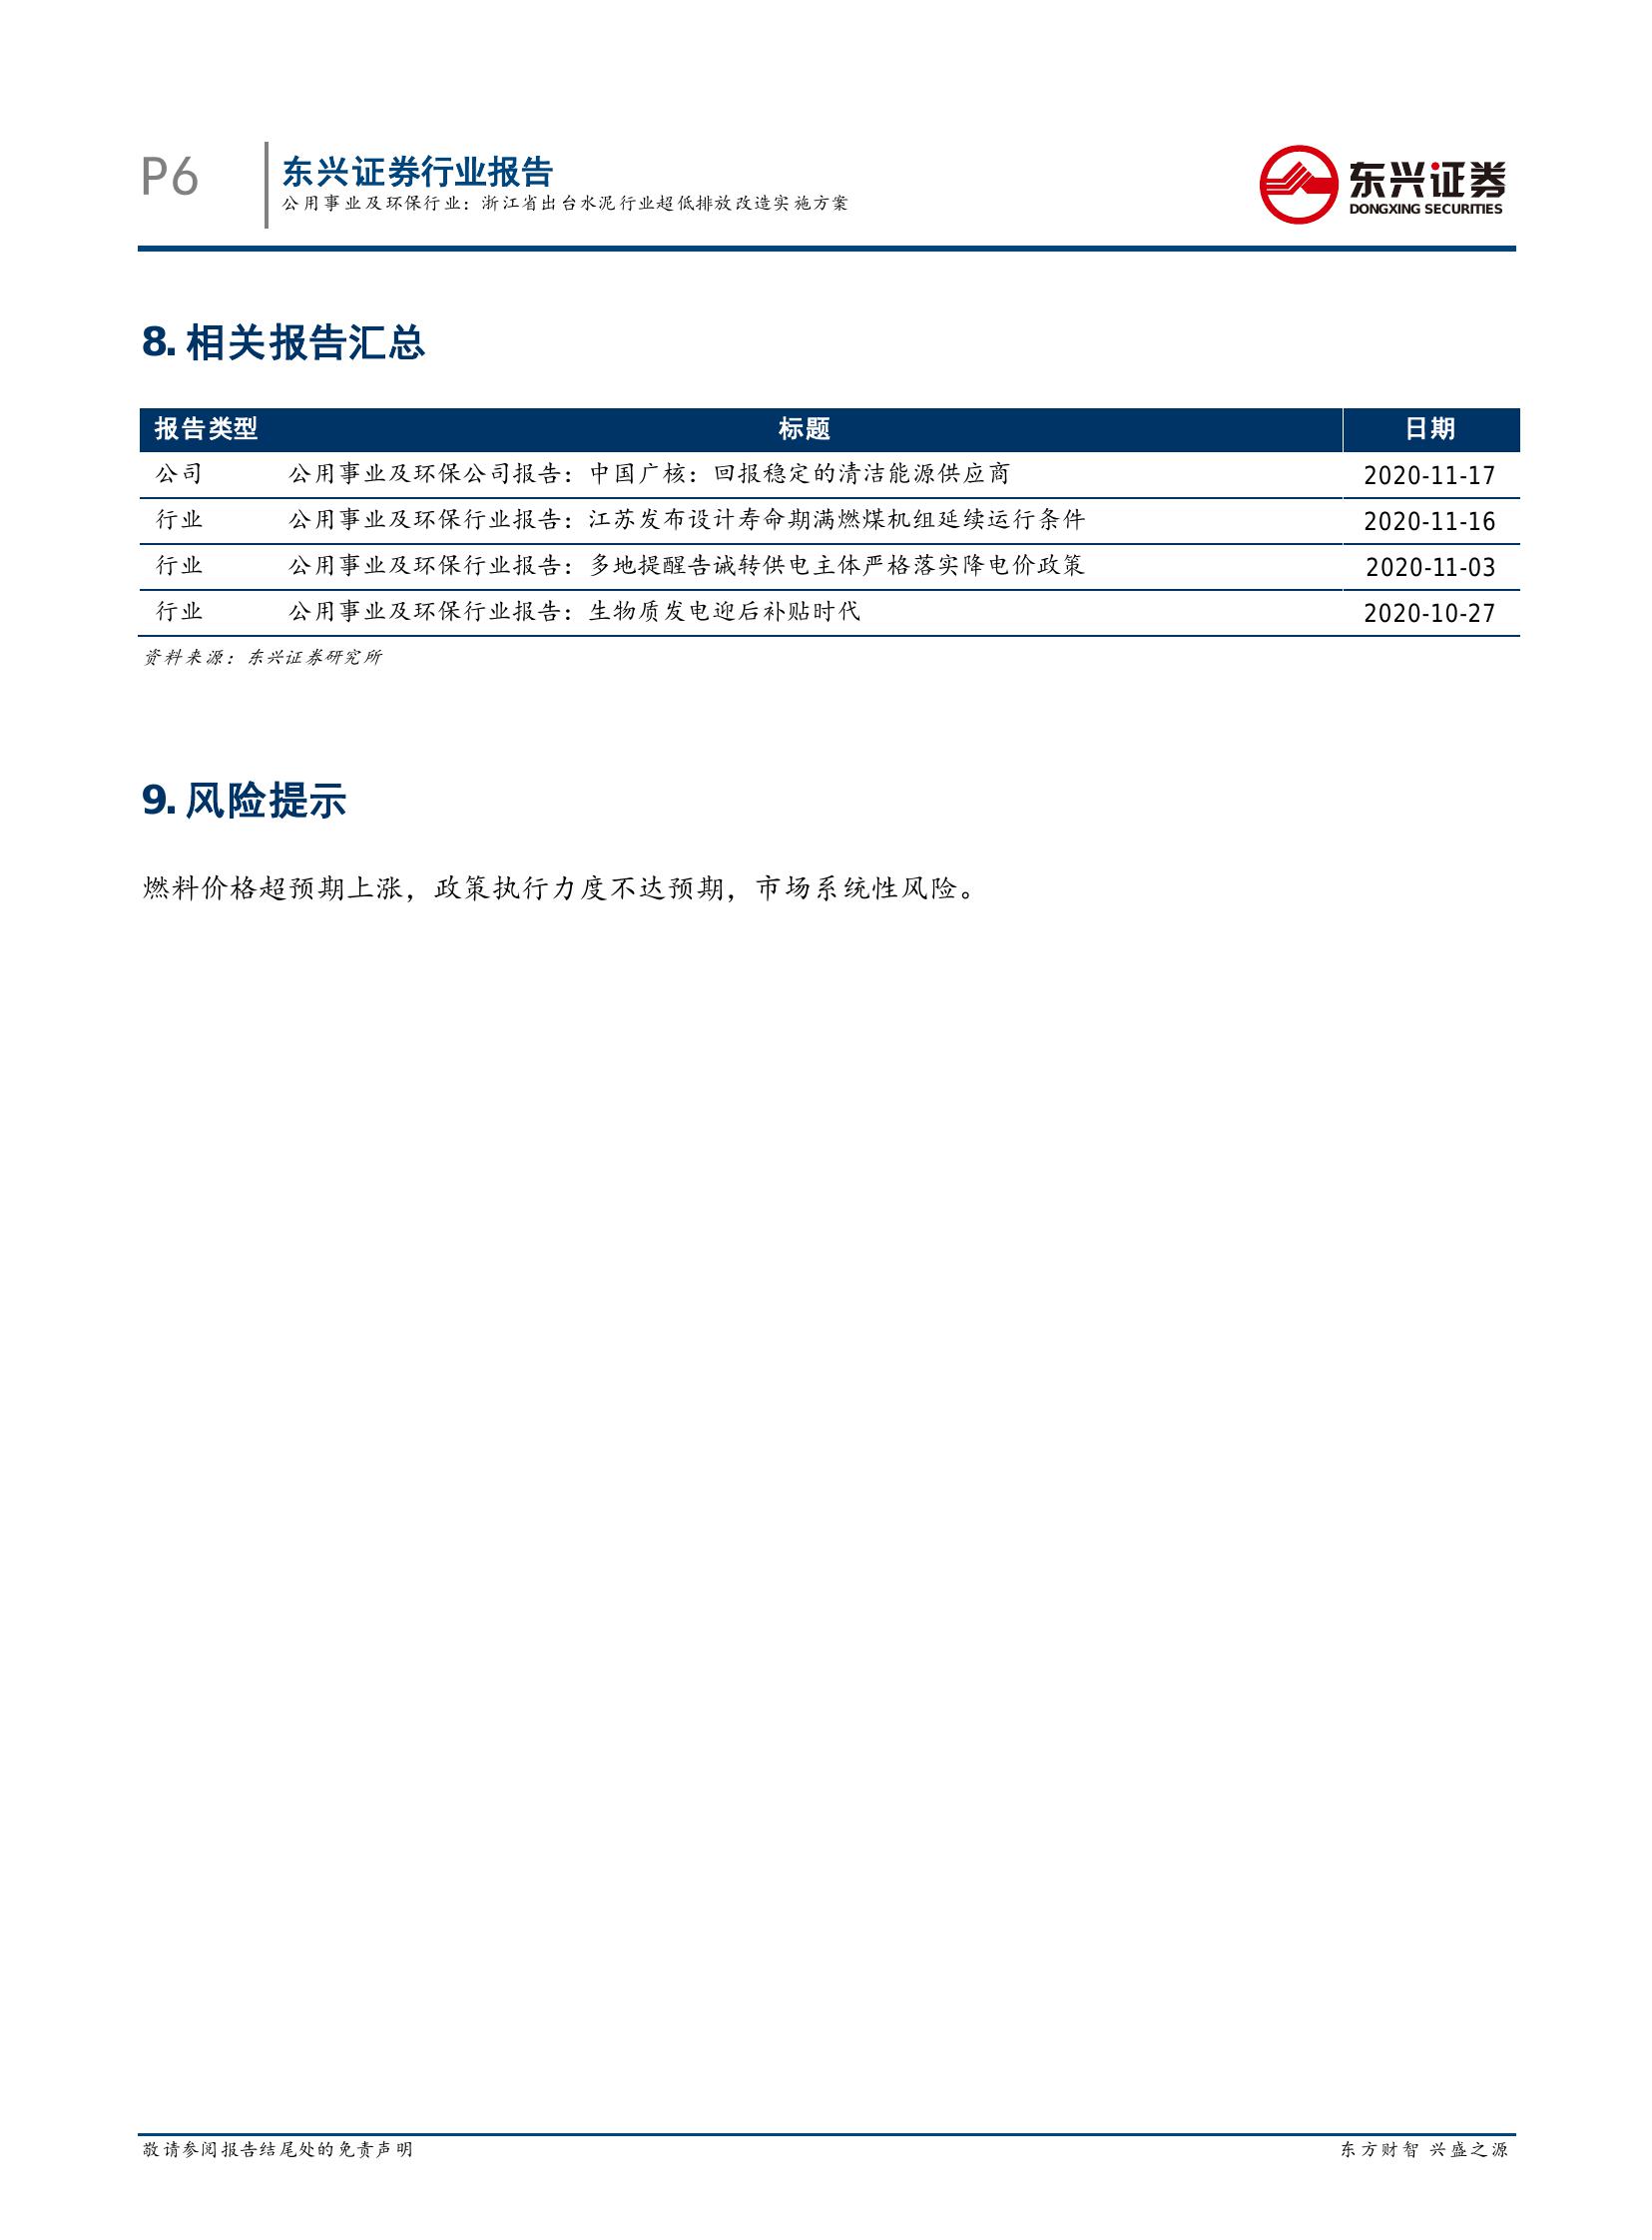 P6
东兴证券行业报告
公用事业及环保行业：浙江省出台水泥行业超低排放改造实施方案
东兴证券
DONGXING SECURITIES
8. 相关报告汇总
报告类型 标题 日期
公司 公用事业及环保公司报告：中国广核：回报稳定的清洁能源供应商 2020-11-17
行业 公用事业及环保行业报告：江苏发布设计寿命期满燃煤机组延续运行条件 2020-11-16
行业 公用事业及环保行业报告：多地提醒告诫转供电主体严格落实降电价政策 2020-11-03
行业 公用事业及环保行业报告：生物质发电迎后补贴时代 2020-10-27
资料来源：东兴证券研究所
9. 风险提示
燃料价格超预期上涨，政策执行力度不达预期，市场系统性风险。
敬请参阅报告结尾处的免责声明 东方财智 兴盛之源